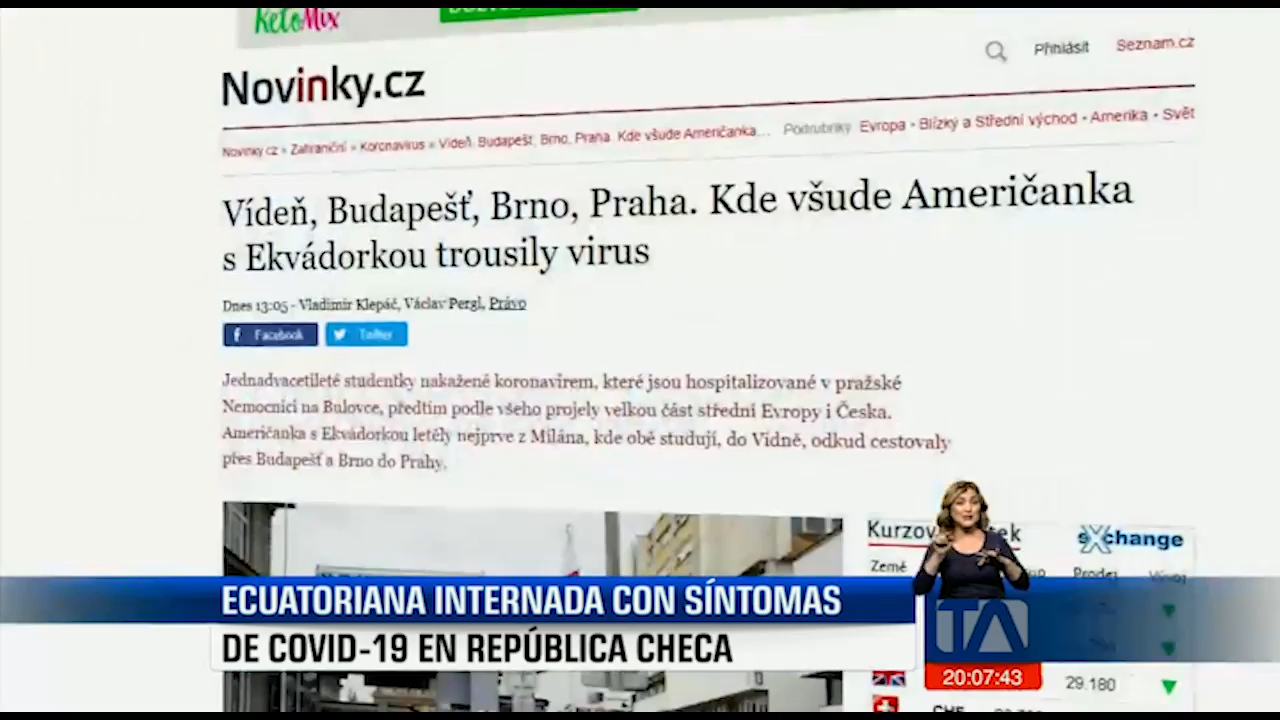 KetoMix
Novinky.cz
Přihlásit Seznam.cz
Novinky.cz » Zahraniční » Koronavirus » Vídeň, Budapešť, Brno, Praha. Kde všude Američanka... Podrubriky Evropa • Blízký a Střední východ • Amerika • Svět
Vídeň, Budapešť, Brno, Praha. Kde všude Američanka
s Ekvádorkou trousily virus
Dnes 13:05 - Vladimír Klepáč, Václav Pergl, Právo
Facebook Twitter
Jednadvacetileté studentky nakažené koronavirem, které jsou hospitalizované v pražské
Nemocnici na Bulovce, předtím podle všeho projely velkou část střední Evropy i Česka.
Američanka s Ekvádorkou letěly nejprve z Milána, kde obě studují, do Vídně, odkud cestovaly
přes Budapešť a Brno do Prahy.
exchange
Země Prodej
ECUATORIANA INTERNADA CON SÍNTOMAS
DE COVID-19 EN REPÚBLICA CHECA
TA
20:07:43
29.180
CHF